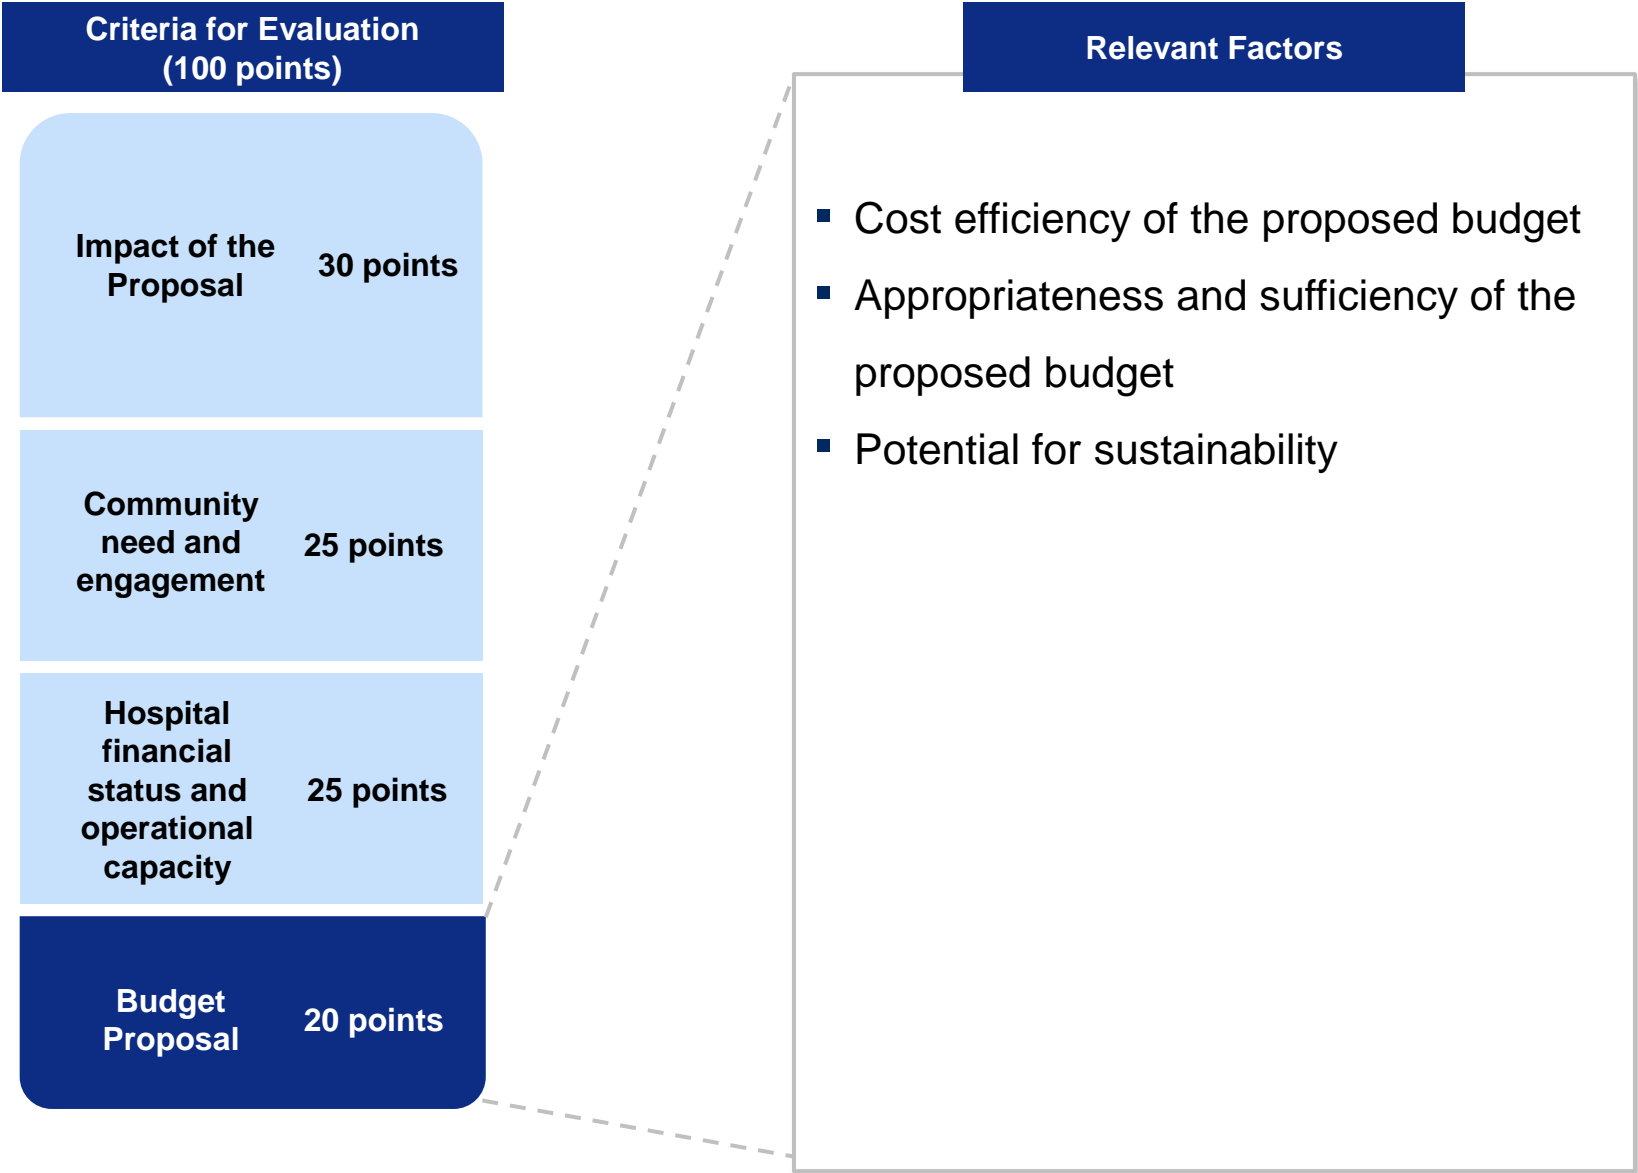 Criteria for Evaluation
(100 points)
Impact of the
Proposal
30 points
Community
need and
engagement
25 points
Hospital
financial
status and
operational
capacity
25 points
Budget
Proposal
20 points
Relevant Factors
▪ Cost efficiency of the proposed budget
▪ Appropriateness and sufficiency of the
proposed budget
▪ Potential for sustainability